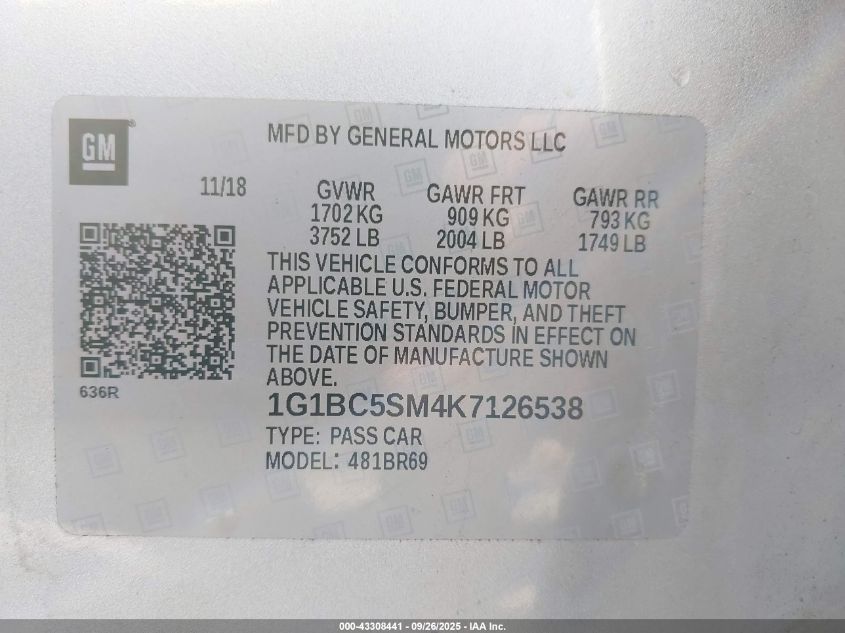 GM
MFD BY GENERAL MOTORS LLC
11/18
GVWR GAWR FRT GAWR RR
1702 KG 909 KG 793 KG
3752 LB 2004 LB 1749 LB
THIS VEHICLE CONFORMS TO ALL
APPLICABLE U.S. FEDERAL MOTOR
VEHICLE SAFETY, BUMPER, AND THEFT
PREVENTION STANDARDS IN EFFECT ON
THE DATE OF MANUFACTURE SHOWN
ABOVE.
636R
1G1BC5SM4K7126538
TYPE: PASS CAR
MODEL: 481BR69
000-43308441 - 09/26/2025 - IAA Inc.